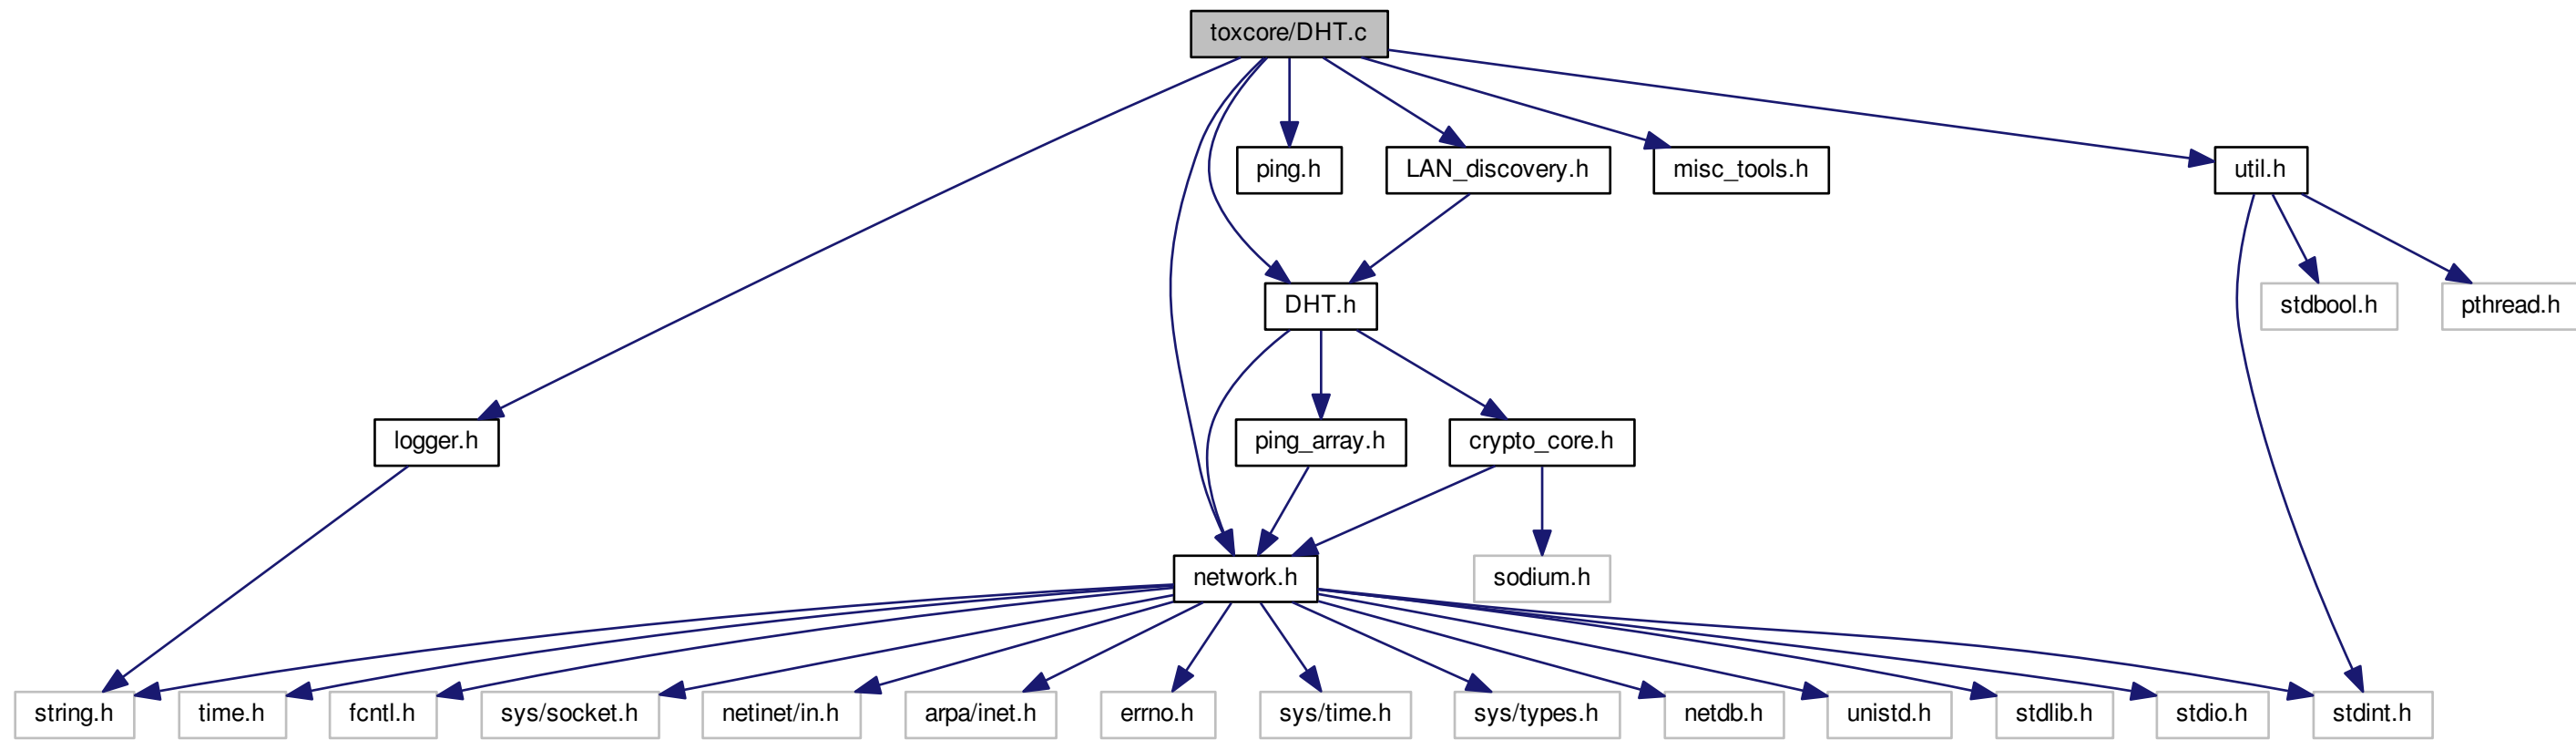 toxcore/DHT.c
ping.h
LAN_discovery.h
misc_tools.h
util.h
DHT.h
stdbool.h
pthread.h
logger.h
ping_array.h
crypto_core.h
network.h
sodium.h
string.h
time.h
fcntl.h
sys/socket.h
netinet/in.h
arpa/inet.h
errno.h
sys/time.h
sys/types.h
netdb.h
unistd.h
stdlib.h
stdio.h
stdint.h